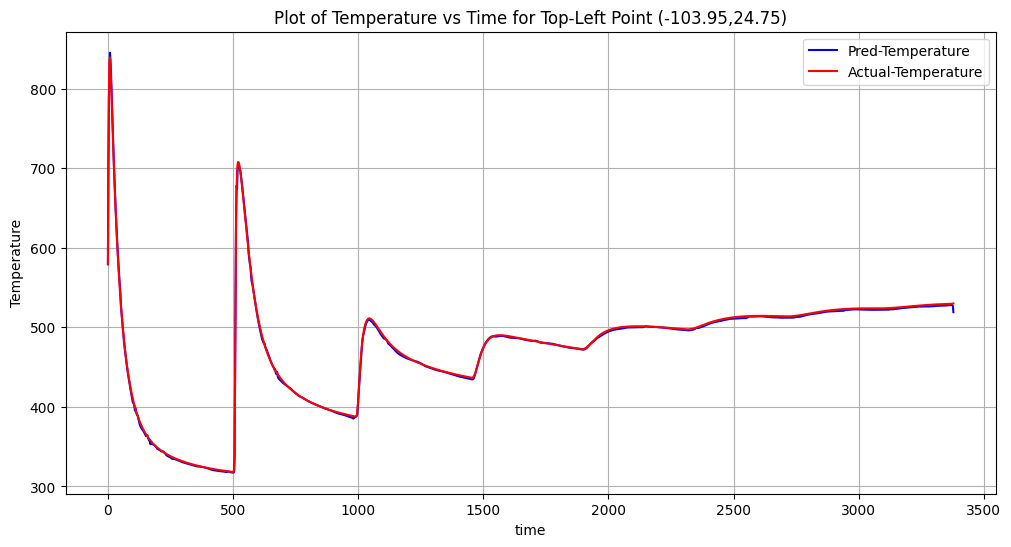 Plot of Temperature vs Time for Top-Left Point (-103.95,24.75)
Pred-Temperature
Actual-Temperature
Temperature
800
700
600
500
400
300
0
500
1000
1500
2000
2500
3000
3500
time